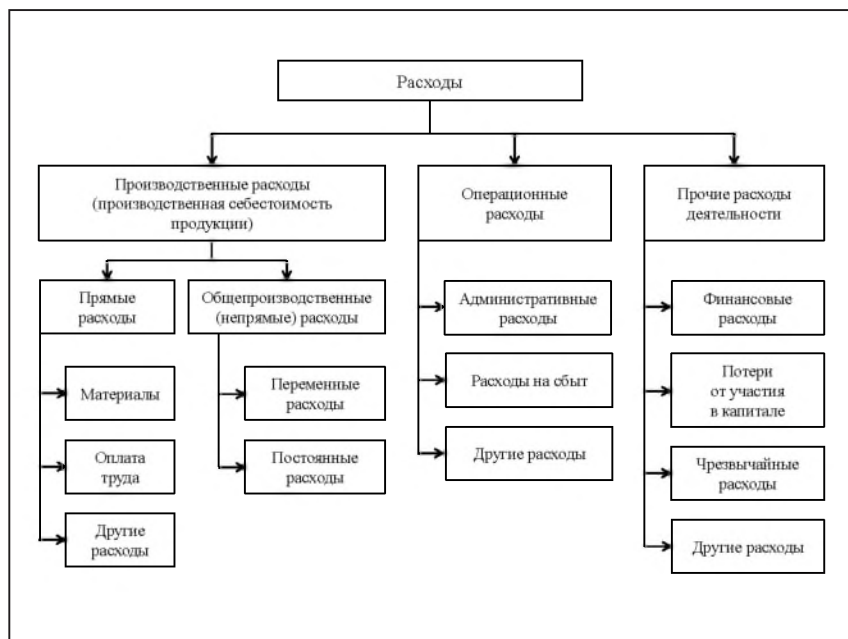 Расходы
Производственные расходы
(производственная себестоимость
продукции)
Операционные
расходы
Прочие расходы
деятельности
Прямые
расходы
Общепроизводственные
(непрямые) расходы
Административные
расходы
Финансовые
расходы
Материалы
Переменные
расходы
Расходы на сбыт
Потери
от участия
в капитале
Оплата
труда
Постоянные
расходы
Другие расходы
Чрезвычайные
расходы
Другие
расходы
Другие расходы